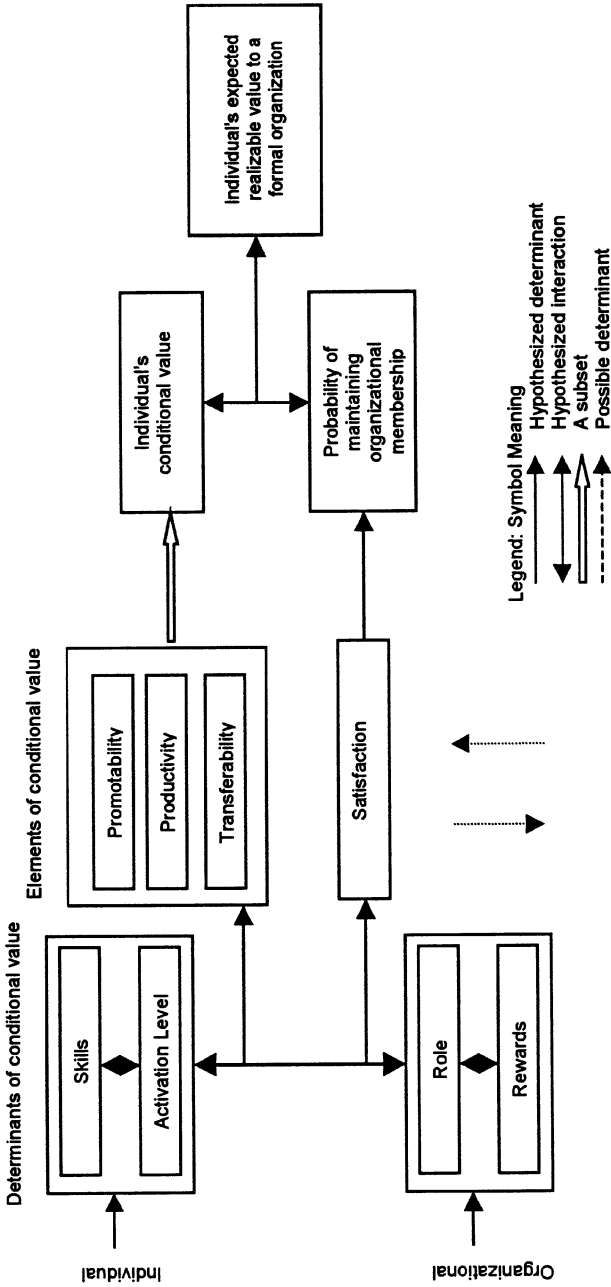 Determinants of conditional value
Elements of conditional value
Individual
Skills
Activation Level
Promotability
Productivity
Transferability
Individual's
conditional value
Individual's expected
realizable value to a
formal organization
Organizational
Role
Rewards
Satisfaction
Probability of
maintaining
organizational
membership
Legend: Symbol Meaning
Hypothesized determinant
Hypothesized interaction
A subset
Possible determinant